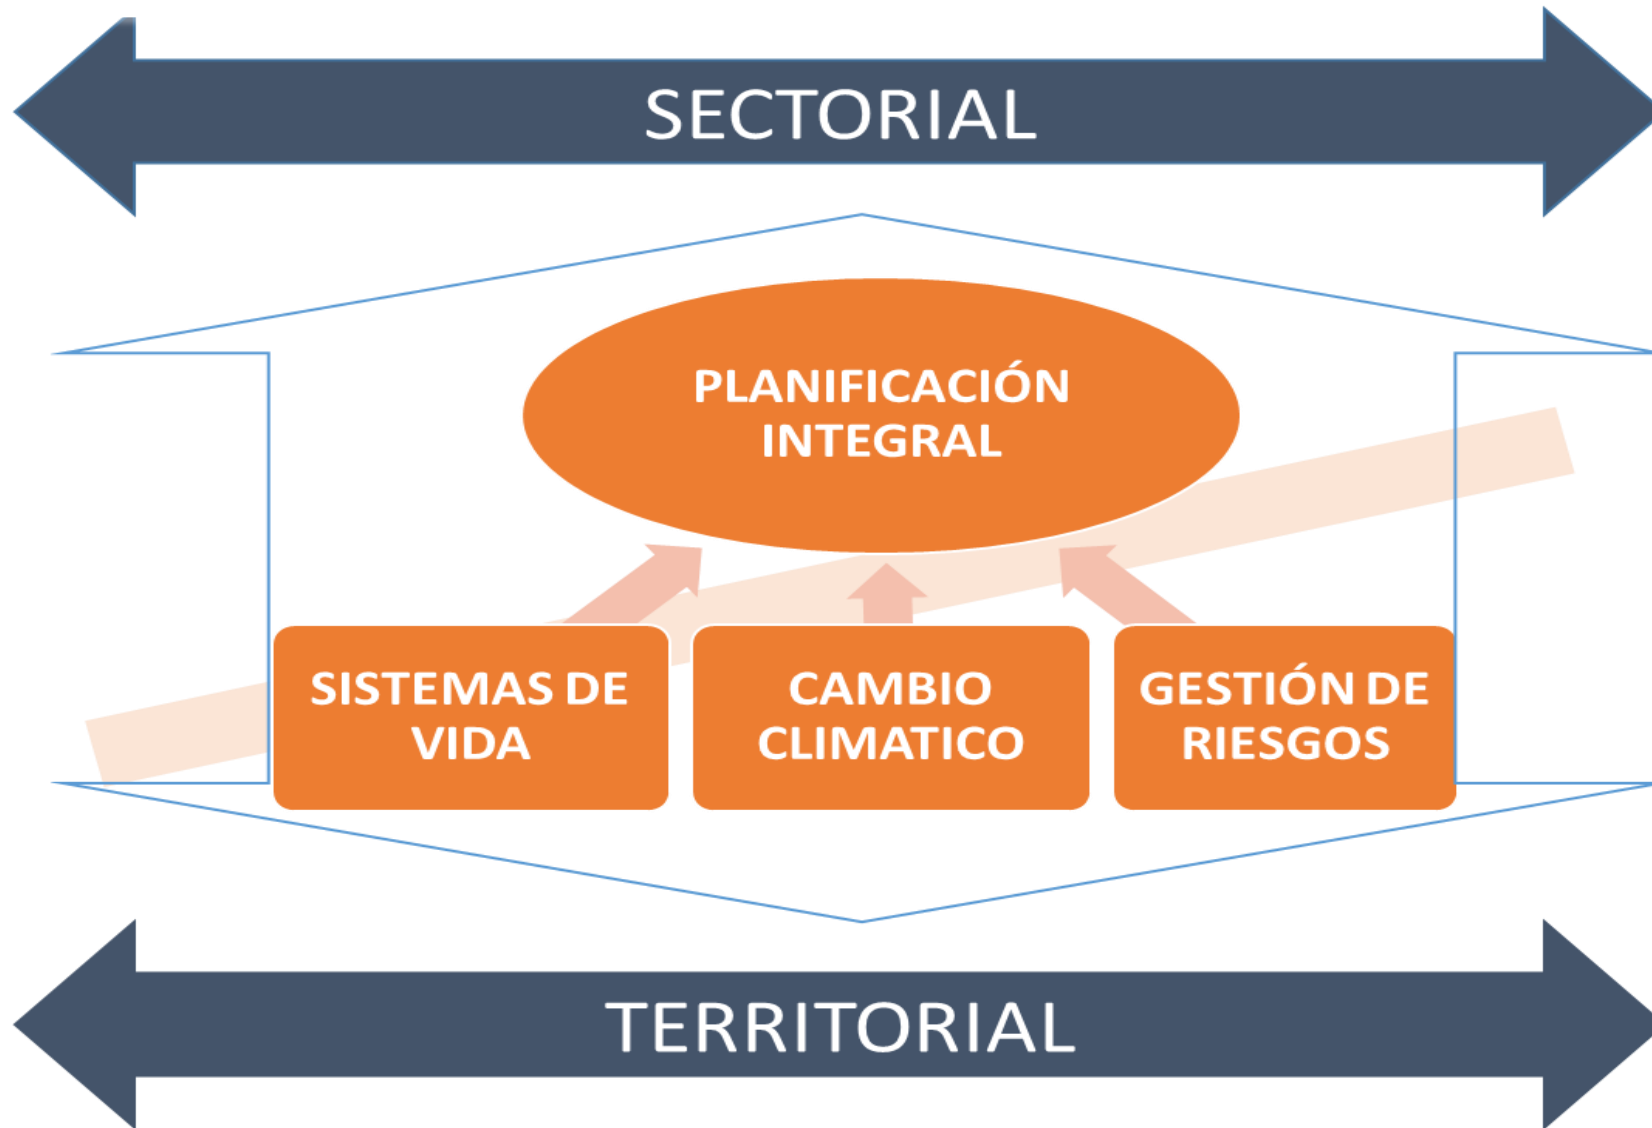 SECTORIAL
PLANIFICACIÓN
INTEGRAL
SISTEMAS DE
VIDA
CAMBIO
CLIMATICO
GESTIÓN DE
RIESGOS
TERRITORIAL